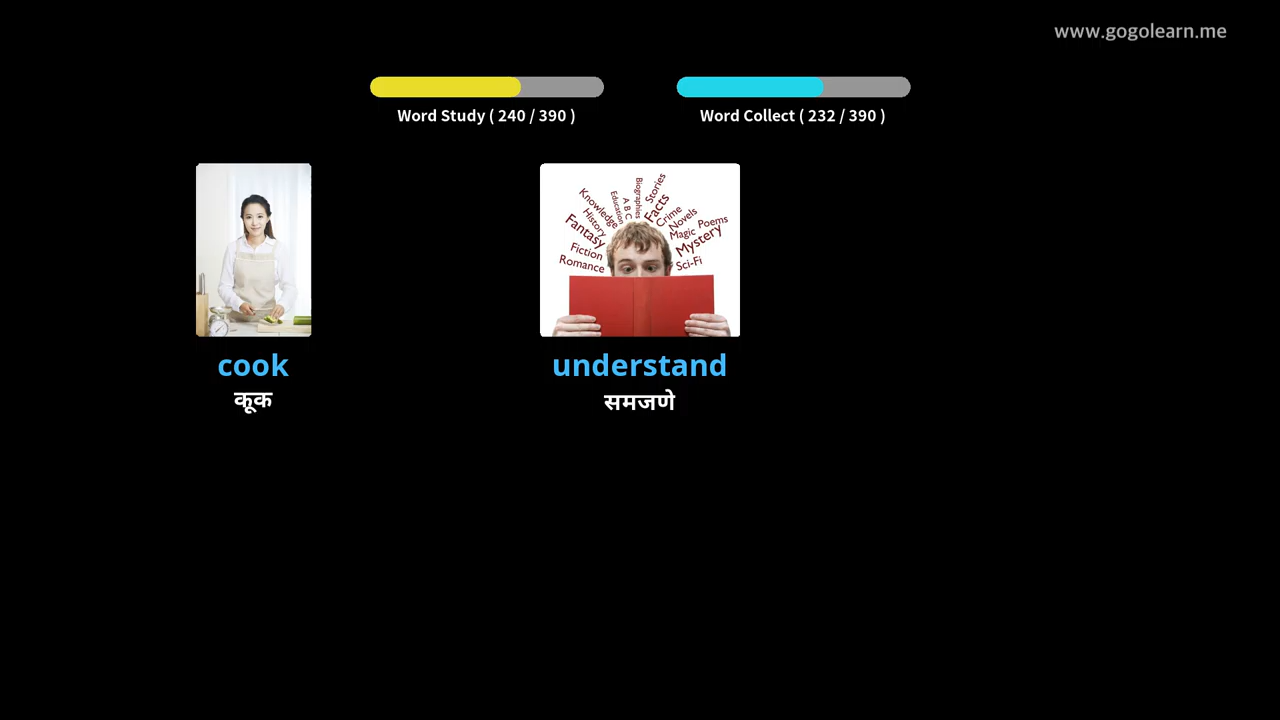 www.gogolearn.me
Word Study ( 240 / 390 )
Word Collect ( 232 / 390 )
Knowledge
Education
A B C
Biographies
Stories
Facts
Crime
Novels
Poems
Magic
Mystery
Sci-Fi
History
Fantasy
Fiction
Romance
cook
understand
कूक
समजणे